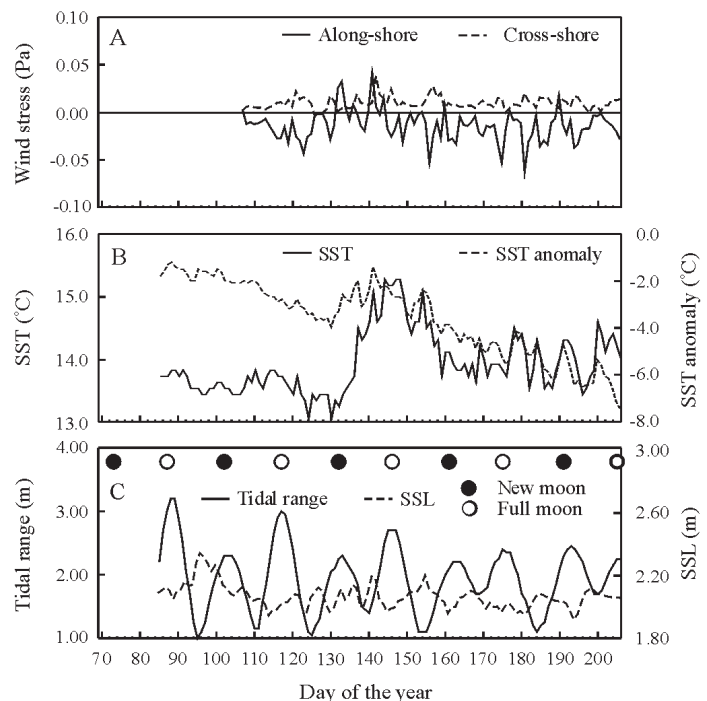 A
Along-shore
Cross-shore
Wind stress (Pa)
0.10
0.05
0.00
-0.05
-0.10
B
SST
SST anomaly
SST (°C)
16.0
15.0
14.0
13.0
SST anomaly (°C)
0.0
-2.0
-4.0
-6.0
-8.0
C
Tidal range
SSL
New moon
Full moon
Tidal range (m)
4.00
3.00
2.00
1.00
SSL (m)
3.00
2.60
2.20
1.80
70 80 90 100 110 120 130 140 150 160 170 180 190 200
Day of the year